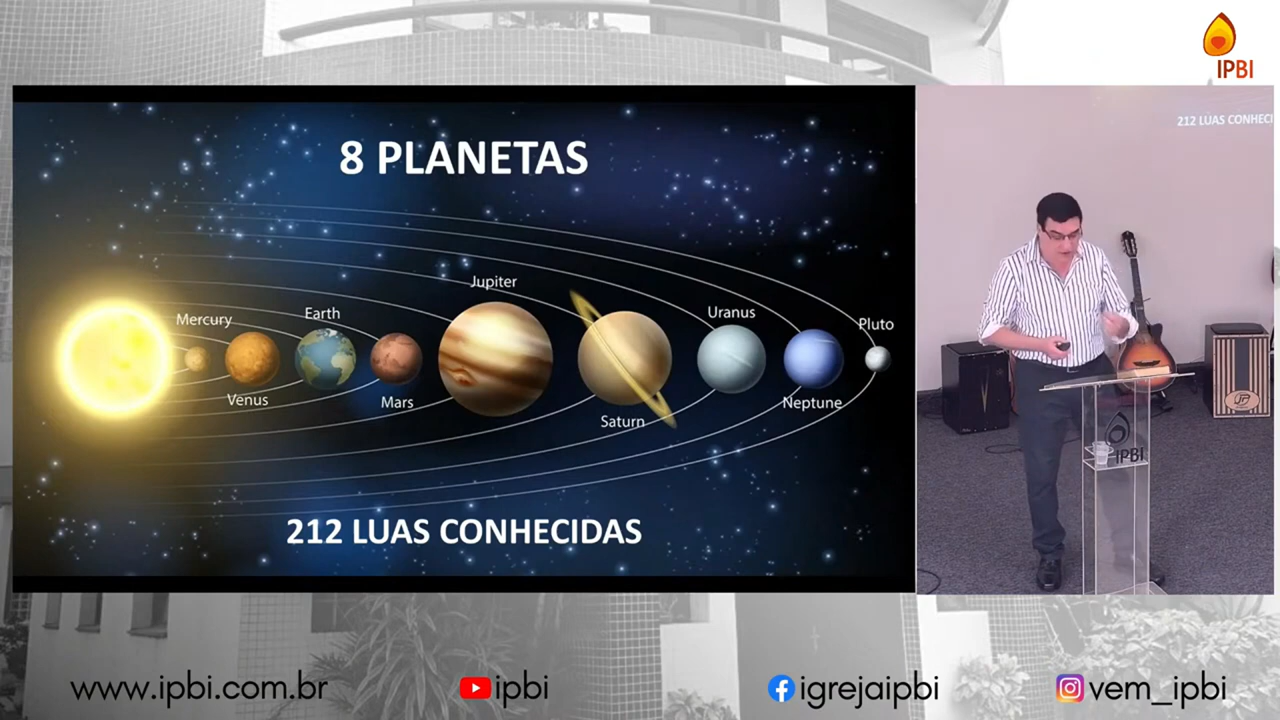 IPBI
8 PLANETAS
212 LUAS CONHECI
Jupiter
Mercury
Earth
Uranus
Pluto
Venus
Mars
Saturn
Neptune
IPBI
212 LUAS CONHECIDAS
www.ipbi.com.br
ipbi
igrejaipbi
vem_ipbi